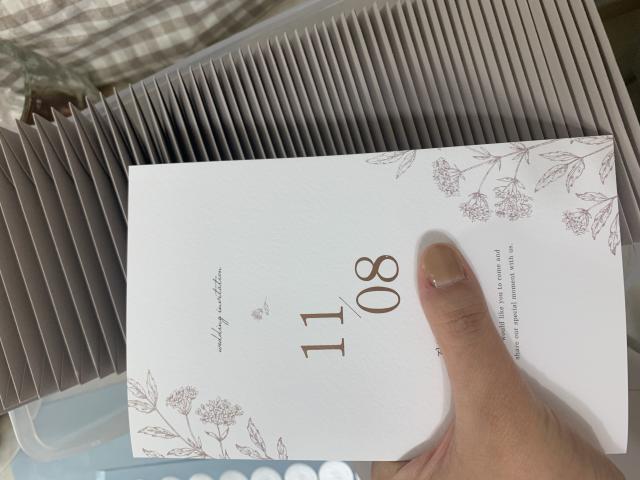 wedding invitation
11/
08
would like you to come and
share our special moment with us.